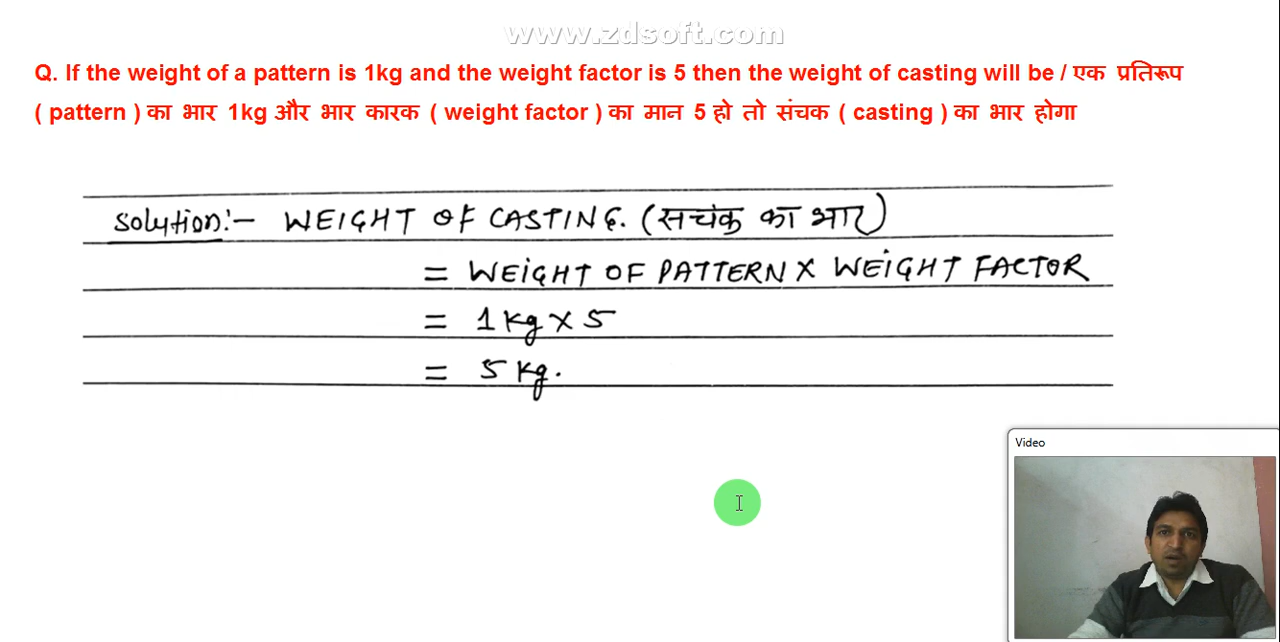 www.zdsoft.com
Q. If the weight of a pattern is 1kg and the weight factor is 5 then the weight of casting will be / एक प्रतिरूप
( pattern ) का भार 1kg और भार कारक ( weight factor ) का मान 5 हो तो संचक ( casting ) का भार होगा
Solution:- WEIGHT OF CASTING. (सचंक का भार)
= WEIGHT OF PATTERN X WEIGHT FACTOR
= 1 kg X 5
= 5 kg.
Video